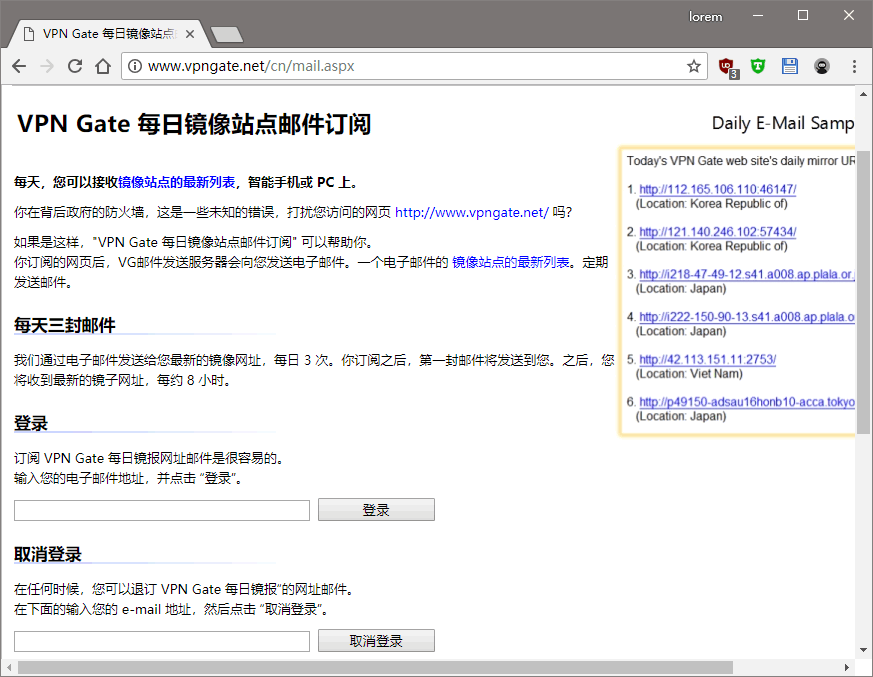 lorem
VPN Gate 每日镜像站点
www.vpngate.net/cn/mail.aspx
3
VPN Gate 每日镜像站点邮件订阅
每天，您可以接收镜像站点的最新列表，智能手机或 PC 上。
你在背后政府的防火墙，这是一些未知的错误，打扰您访问的网页 http://www.vpngate.net/ 吗?
如果是这样，"VPN Gate 每日镜像站点邮件订阅" 可以帮助你。
你订阅的网页后，VG邮件发送服务器会向您发送电子邮件。一个电子邮件的 镜像站点的最新列表。定期
发送邮件。
每天三封邮件
我们通过电子邮件发送给您最新的镜像网址，每日 3 次。你订阅之后，第一封邮件将发送到您。之后，您
将收到最新的镜子网址，每约 8 小时。
登录
订阅 VPN Gate 每日镜报网址邮件是很容易的。
输入您的电子邮件地址，并点击 “登录”。
登录
取消登录
在任何时候，您可以退订 VPN Gate 每日镜报”的网址邮件。
在下面的输入您的 e-mail 地址，然后点击 “取消登录”。
取消登录
Daily E-Mail Samp
Today's VPN Gate web site's daily mirror UR
1. http://112.165.106.110:46147/
(Location: Korea Republic of)
2. http://121.140.246.102:57434/
(Location: Korea Republic of)
3. http://i218-47-49-12.s41.a008.ap.plala.or.
(Location: Japan)
4. http://i222-150-90-13.s41.a008.ap.plala.o
(Location: Japan)
5. http://42.113.151.11:2753/
(Location: Viet Nam)
6. http://p49150-adsau16honb10-acca.tokyo
(Location: Japan)